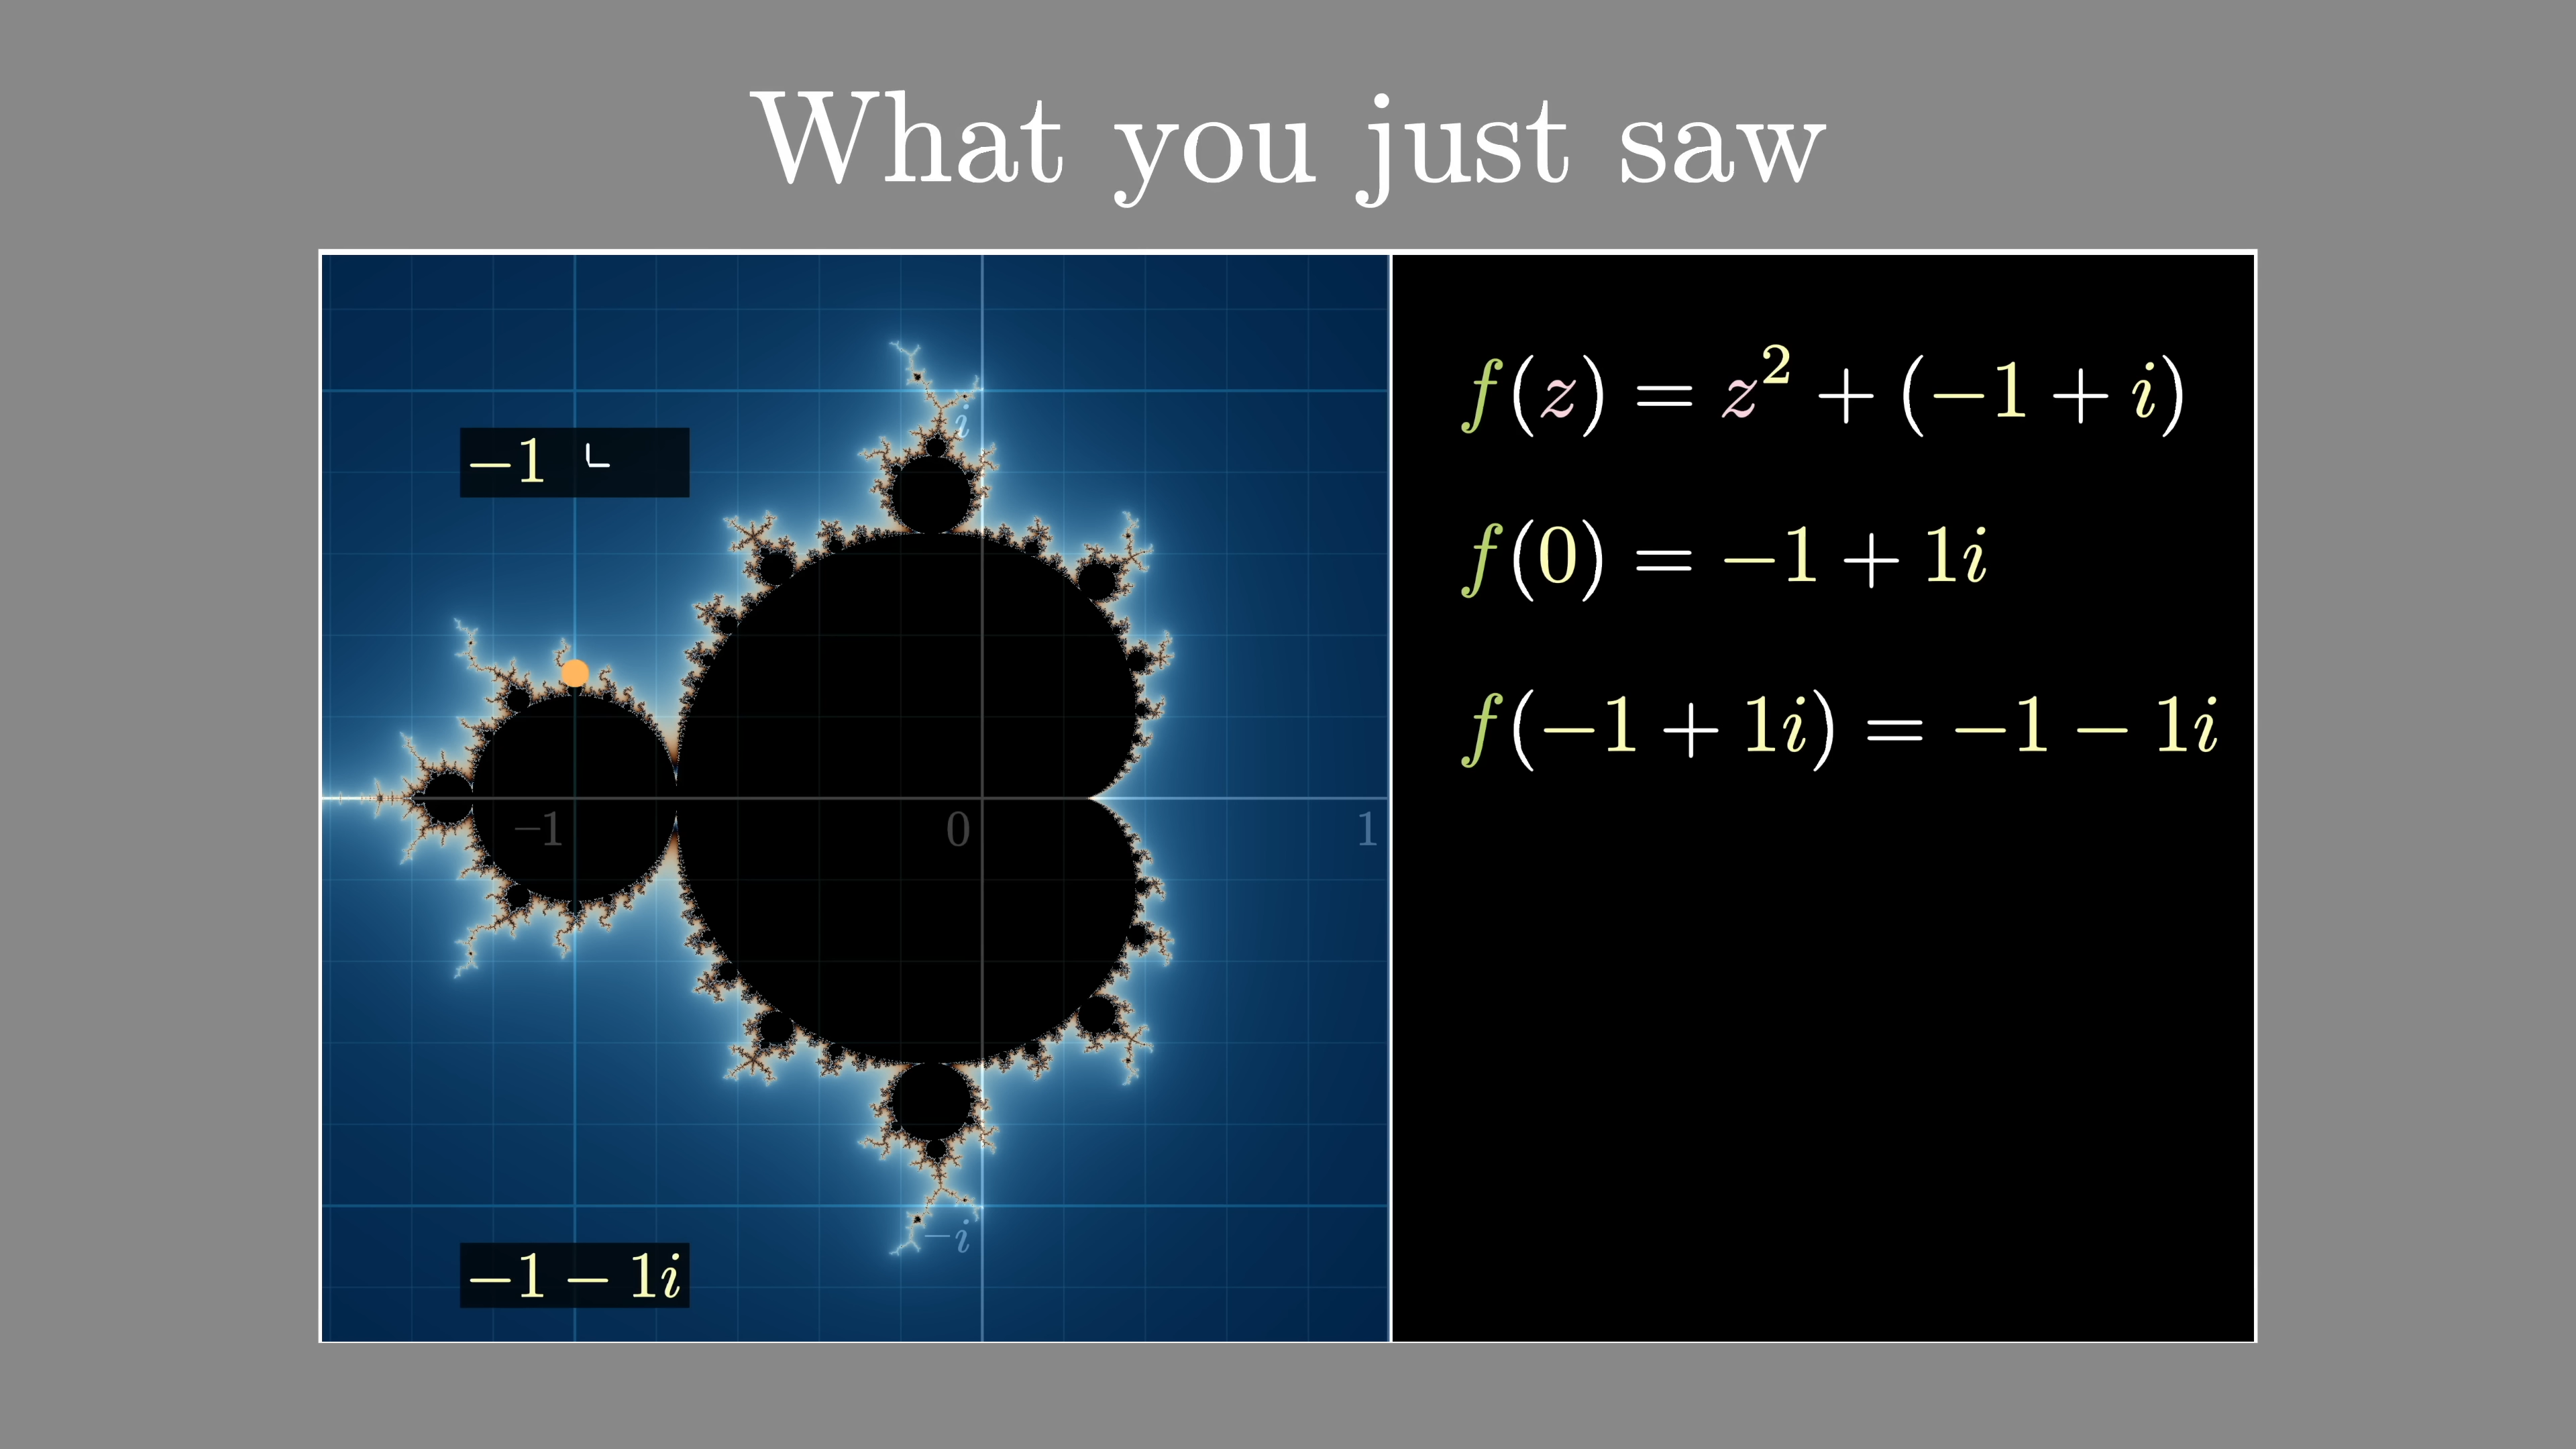 What you just saw
f(z) = z² + (−1 + i)
f(0) = −1 + 1i
f(−1 + 1i) = −1 − 1i
i
−1
−1
0
1
−i
−1 − 1i